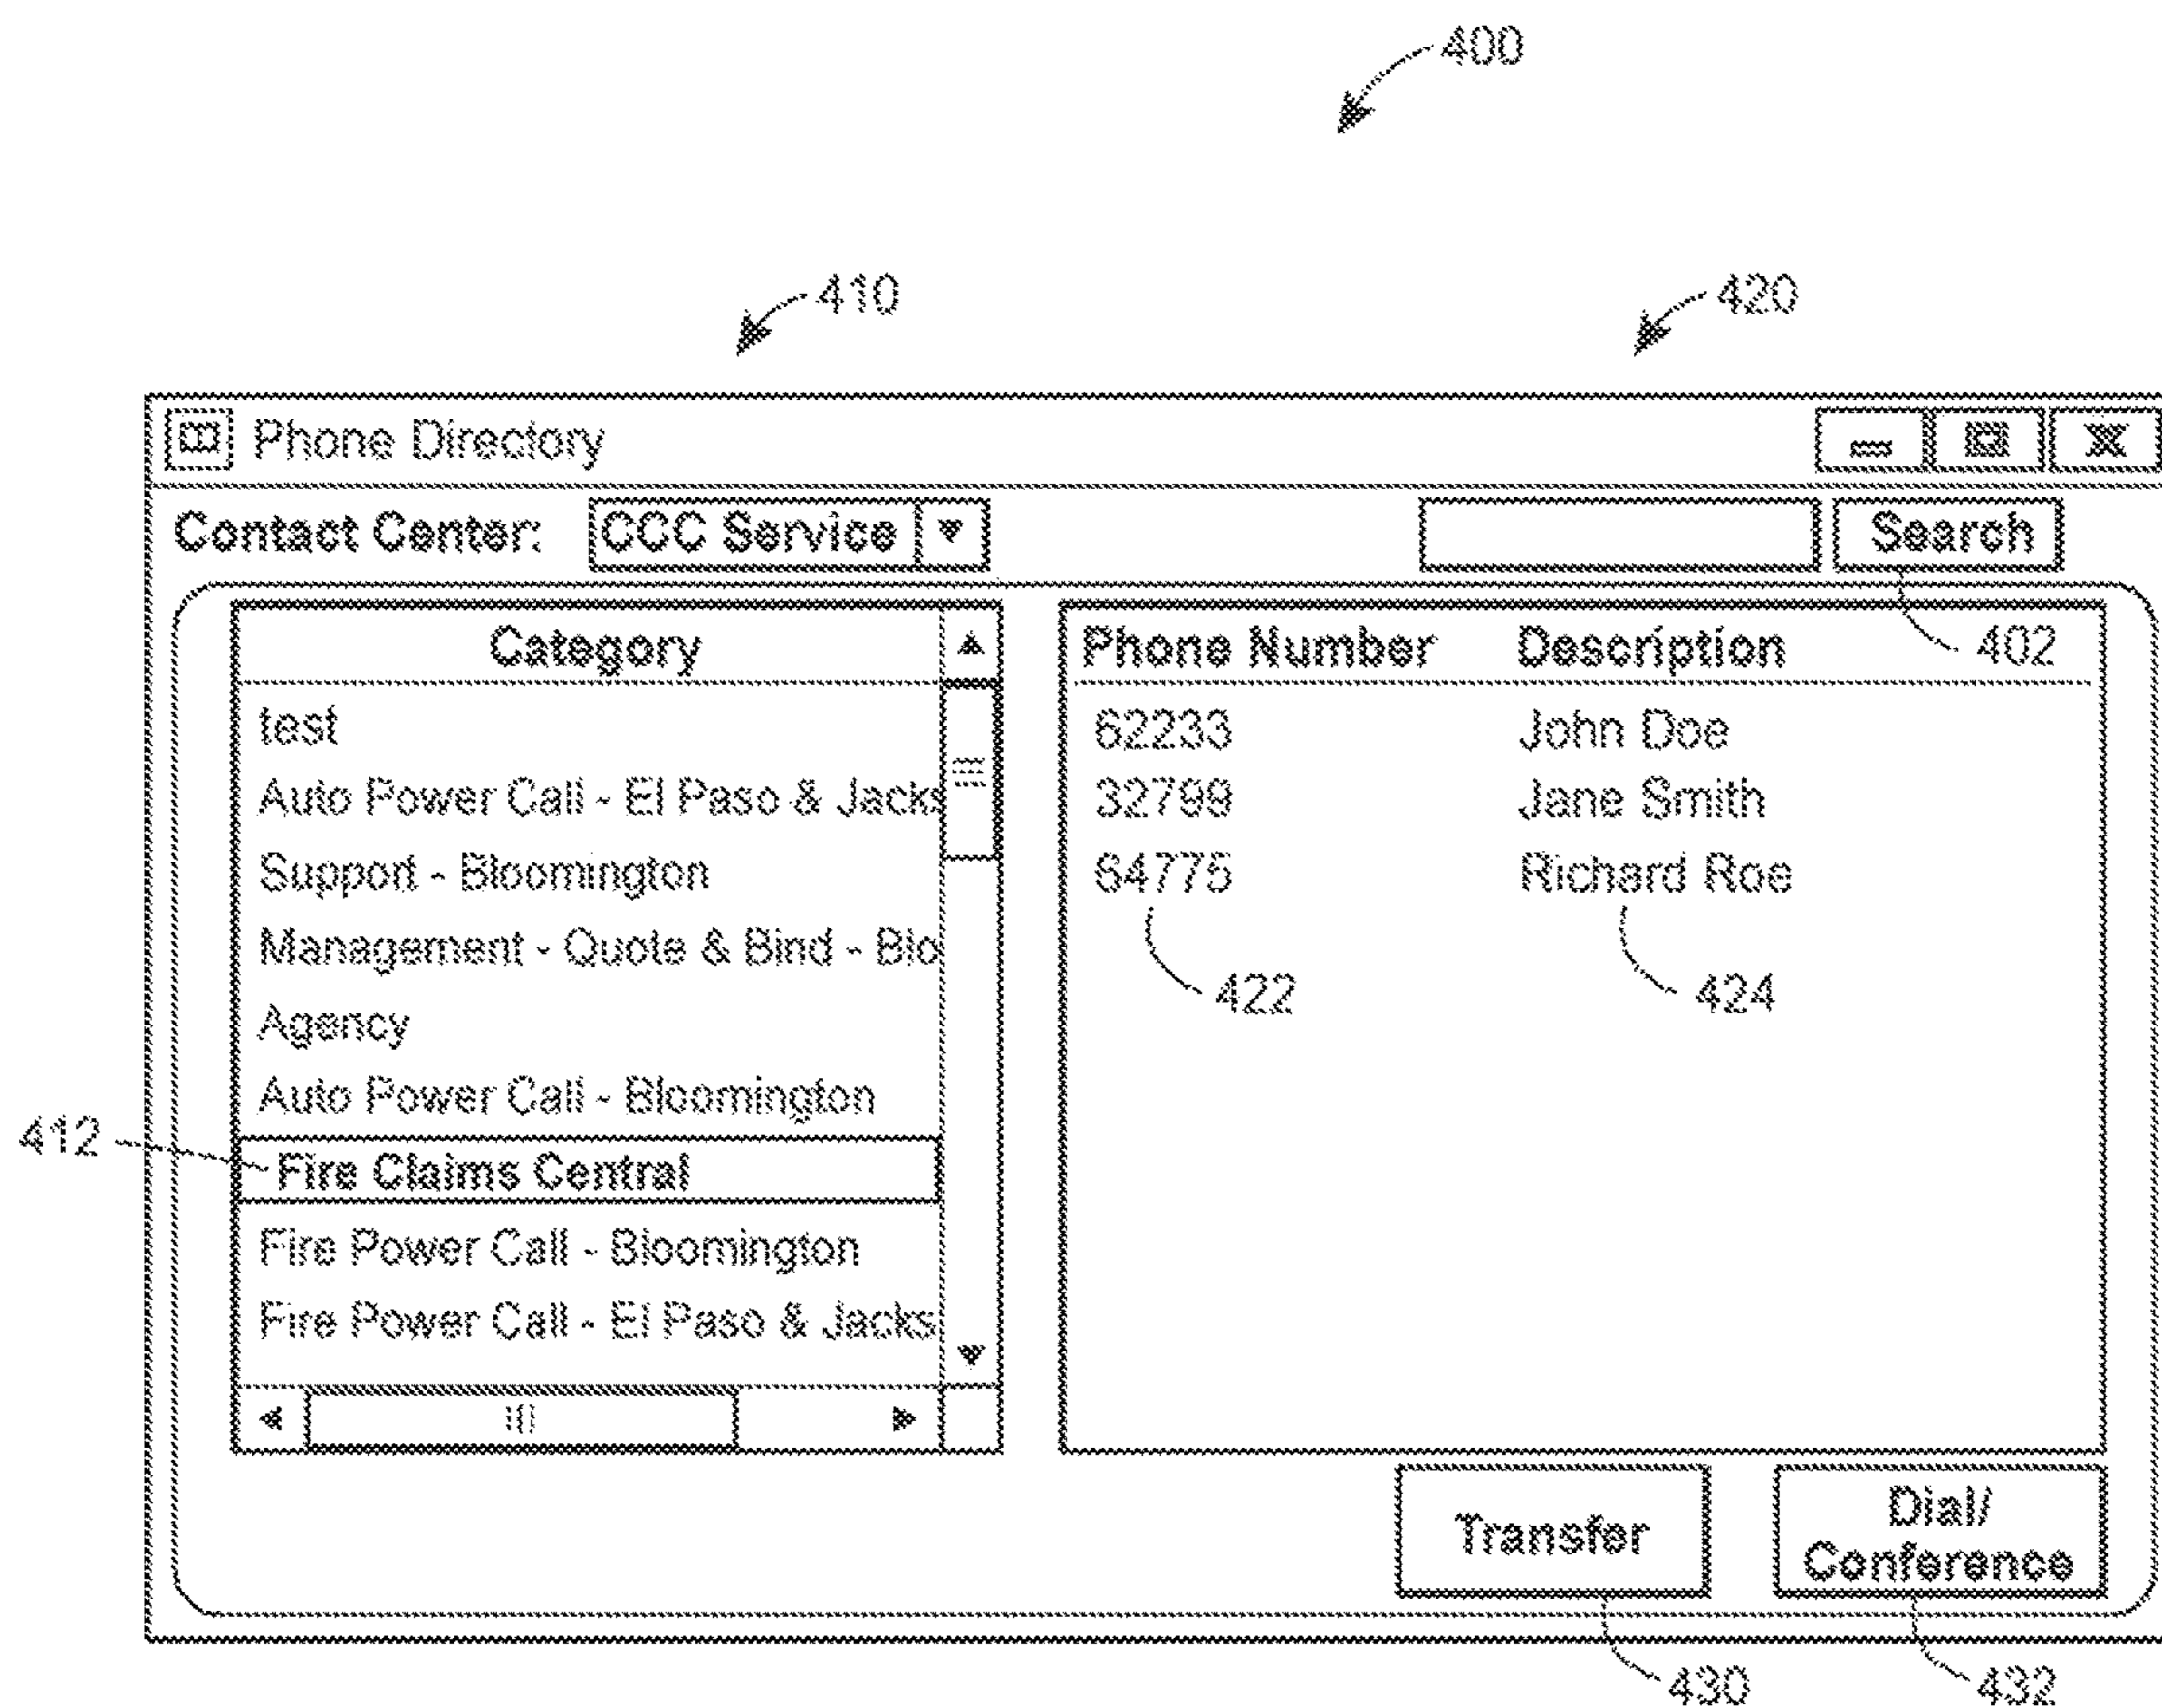 400
410
420
Phone Directory
Contact Center: CCC Service Search
Category
Phone Number Description
402
test
62233 John Doe
Auto Power Call - El Paso & Jacks
32799 Jane Smith
Support - Bloomington
64775 Richard Roe
Management - Quote & Bind - Blo
422
424
Agency
Auto Power Call - Bloomington
412
Fire Claims Central
Fire Power Call - Bloomington
Fire Power Call - El Paso & Jacks
Transfer
Dial/
Conference
430
432